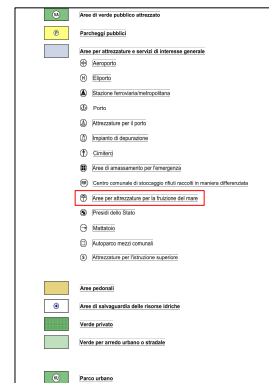 Aree di verde pubblico attrezzato
P Parcheggi pubblici
Aree per attrezzature e servizi di interesse generale
Aeroporto
H Eliporto
Stazione ferroviaria/metropolitana
Porto
Attrezzature per il porto
Impianto di depurazione
Cimitero
Aree di ammassamento per l'emergenza
Centro comunale di stoccaggio rifiuti raccolti in maniera differenziata
Aree per attrezzature per la fruizione del mare
Presidi dello Stato
Mattatoio
Autoparco mezzi comunali
S Attrezzature per l'istruzione superiore
Aree pedonali
Aree di salvaguardia delle risorse idriche
Verde privato
Verde per arredo urbano o stradale
Parco urbano